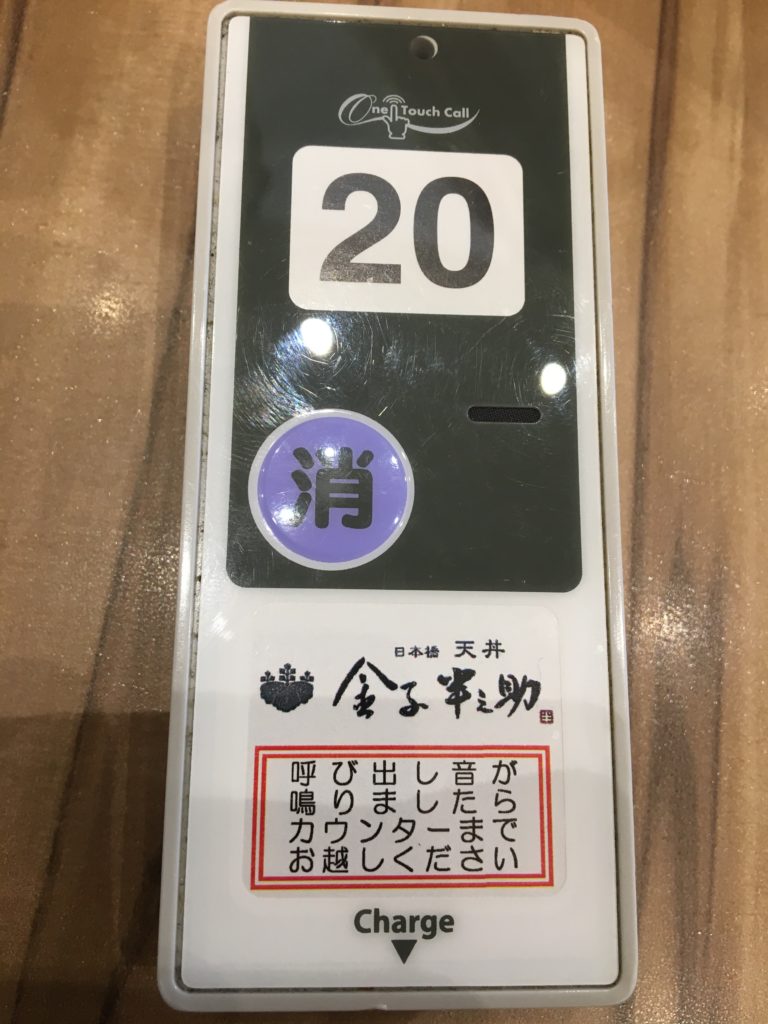 One Touch Call
20
消
日本橋 天丼
金子半之助
半
呼び出し音が
鳴りましたら
カウンターまで
お越しください
Charge